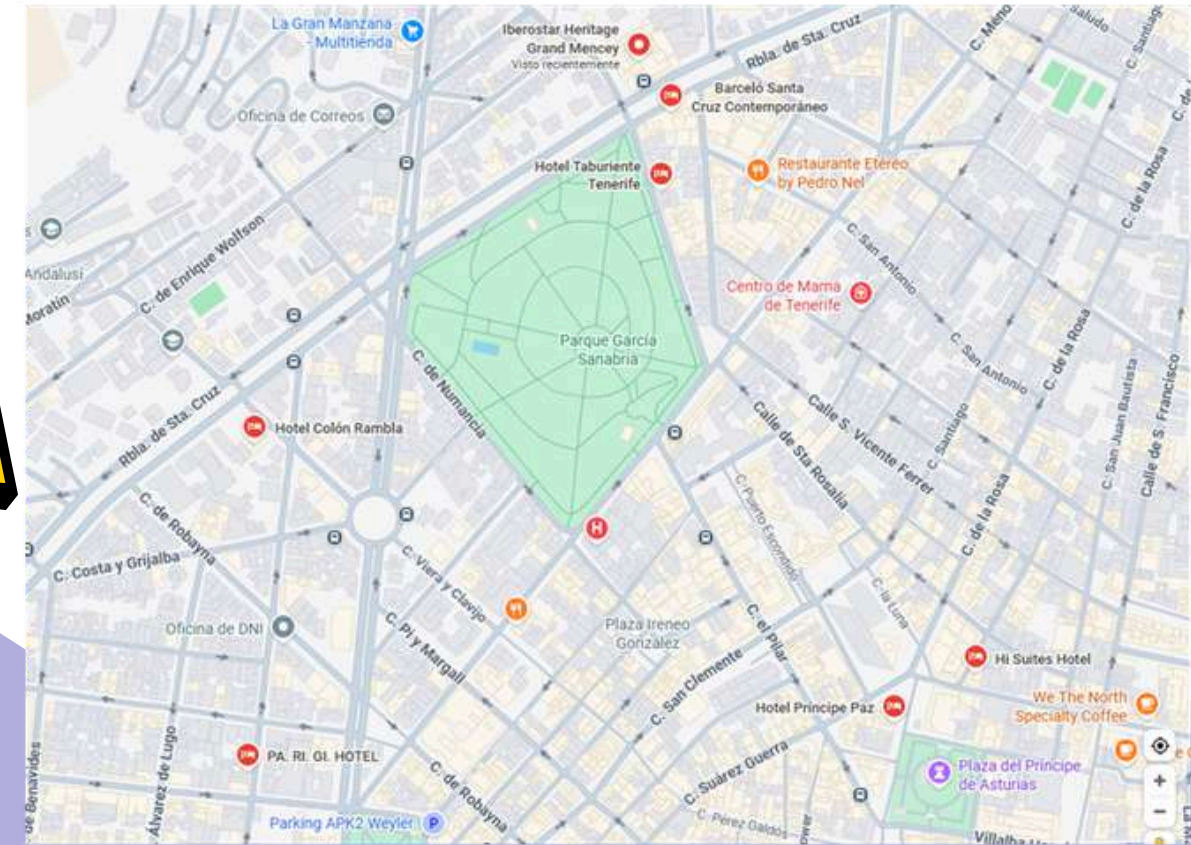 La Gran Manzana
- Multitienda
Iberostar Heritage
Grand Mencey
Visto recientemente
Rbla. de Sta. Cruz
C. Meno
Saludo
C. Santiago
Barceló Santa
Cruz Contemporáneo
C. de
Oficina de Correos
Hotel Taburiente
Tenerife
Restaurante Etéreo
by Pedro Nel
C. de la Rosa
C. de Enrique Wolfson
Andalusí
Moratin
C. San Antonio
Centro de Mama
de Tenerife
Parque García
Sanabria
C. San Antonio
C. de la Rosa
C. San Juan Bautista
Calle de S. Francisco
C. de Numancia
Rbla. de Sta. Cruz
Hotel Colón Rambla
Calle S. Vicente Ferrer
Calle de Sta Rosalía
C. Santiago
C. Puerto Escondido
C. de la Rosa
C. de Robayna
C. Costa y Grijalba
C. Viera y Clavijo
C. la Luna
H
Oficina de DNI
C. Pi y Margall
Plaza Ireneo
González
C. el Pilar
C. San Clemente
Hi Suites Hotel
Hotel Príncipe Paz
We The North
Specialty Coffee
PA. RI. GI. HOTEL
Álvarez de Lugo
de Benavides
C. de Robayna
C. Suárez Guerra
Plaza del Príncipe
de Asturias
Parking APK2 Weyler
P
C. Pérez Galdós
ower
Villalba
+
−